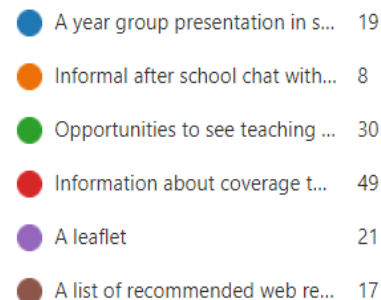 A year group presentation in s... 19
Informal after school chat with... 8
Opportunities to see teaching ... 30
Information about coverage t... 49
A leaflet 21
A list of recommended web re... 17